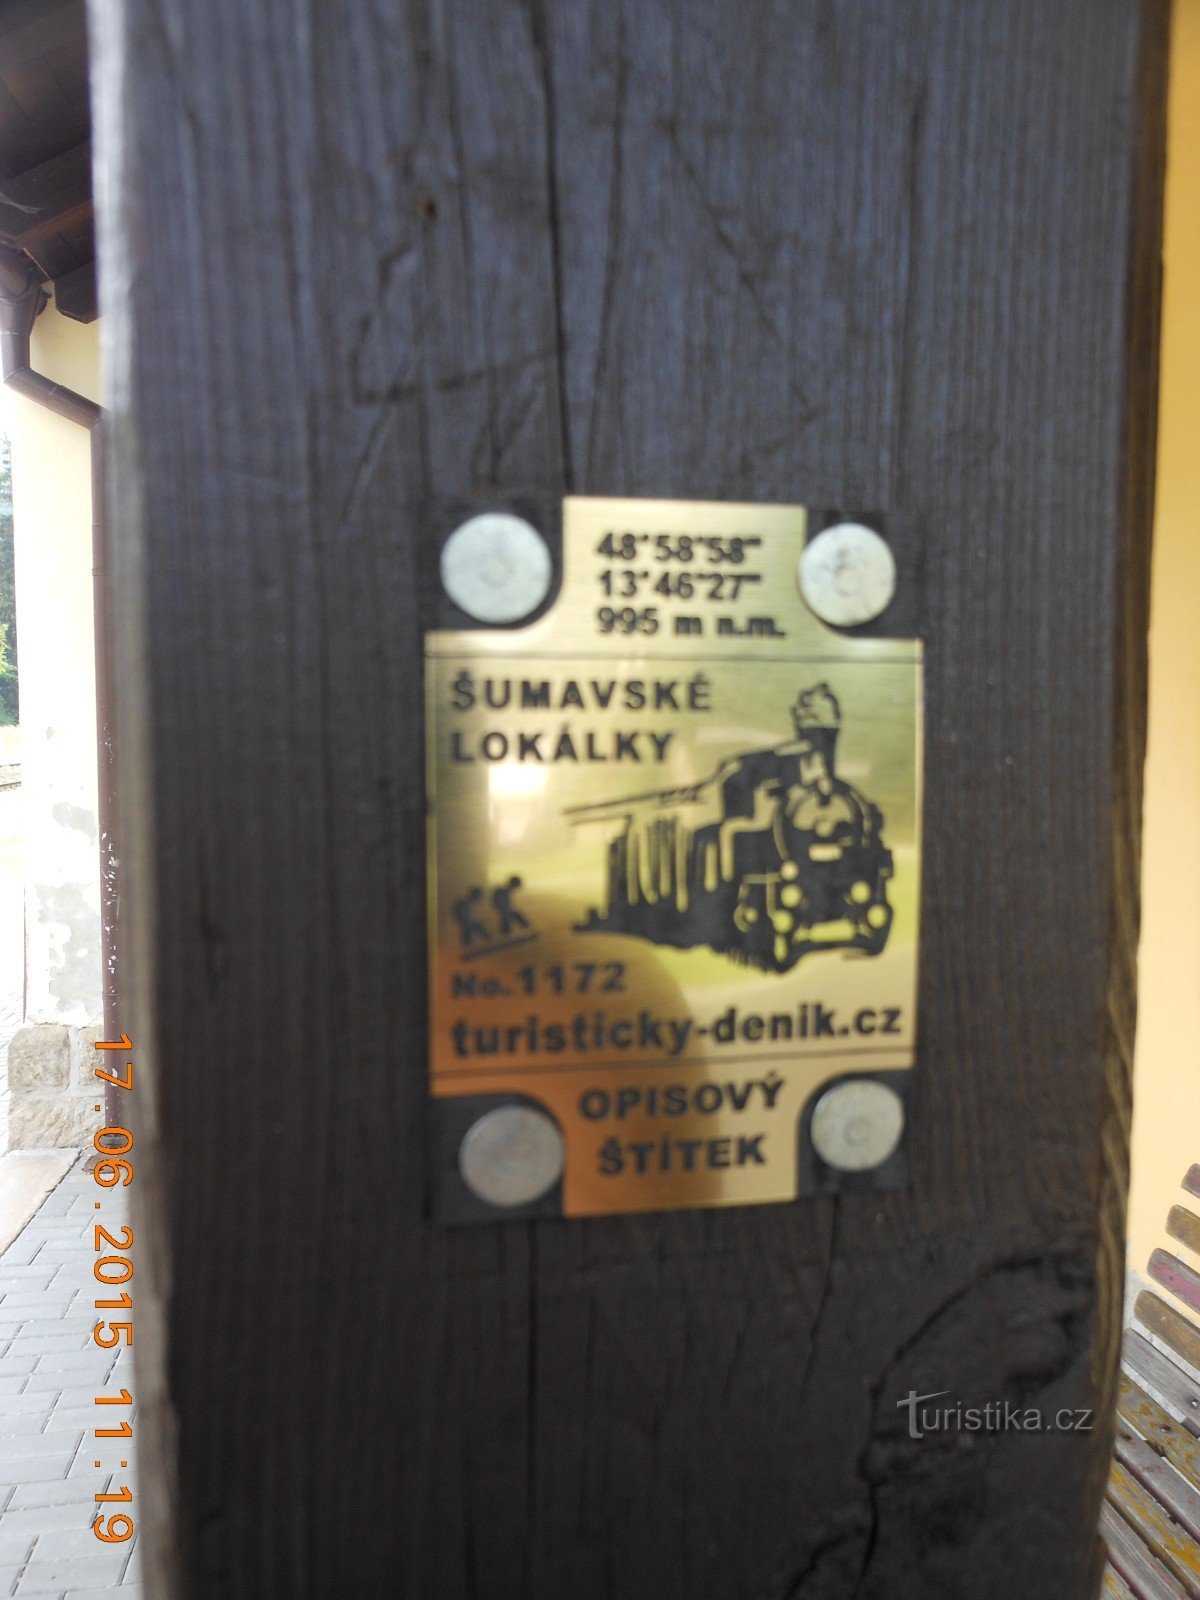 48°58'58"
13°46'27"
995 m n.m.
ŠUMAVSKÉ
LOKÁLKY
No.1172
turisticky-denik.cz
OPISOVÝ
ŠTÍTEK
Turistika.cz
17.06.2015 11:19